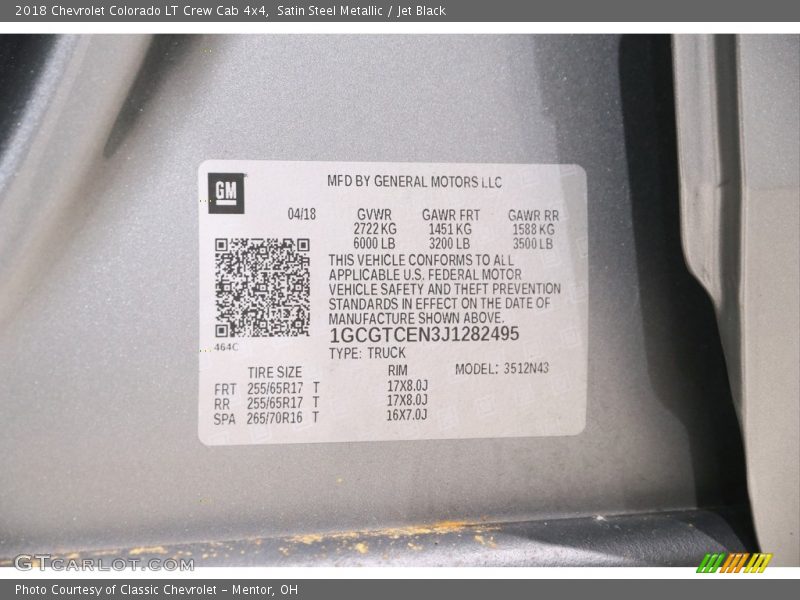 2018 Chevrolet Colorado LT Crew Cab 4x4, Satin Steel Metallic / Jet Black
GM
MFD BY GENERAL MOTORS LLC
04/18 GVWR GAWR FRT GAWR RR
2722 KG 1451 KG 1588 KG
6000 LB 3200 LB 3500 LB
THIS VEHICLE CONFORMS TO ALL
APPLICABLE U.S. FEDERAL MOTOR
VEHICLE SAFETY AND THEFT PREVENTION
STANDARDS IN EFFECT ON THE DATE OF
MANUFACTURE SHOWN ABOVE.
1GCGTCEN3J1282495
464C
TYPE: TRUCK
TIRE SIZE RIM MODEL: 3512N43
FRT 255/65R17 T 17X8.0J
RR 255/65R17 T 17X8.0J
SPA 265/70R16 T 16X7.0J
GTCARLOT.COM
Photo Courtesy of Classic Chevrolet - Mentor, OH